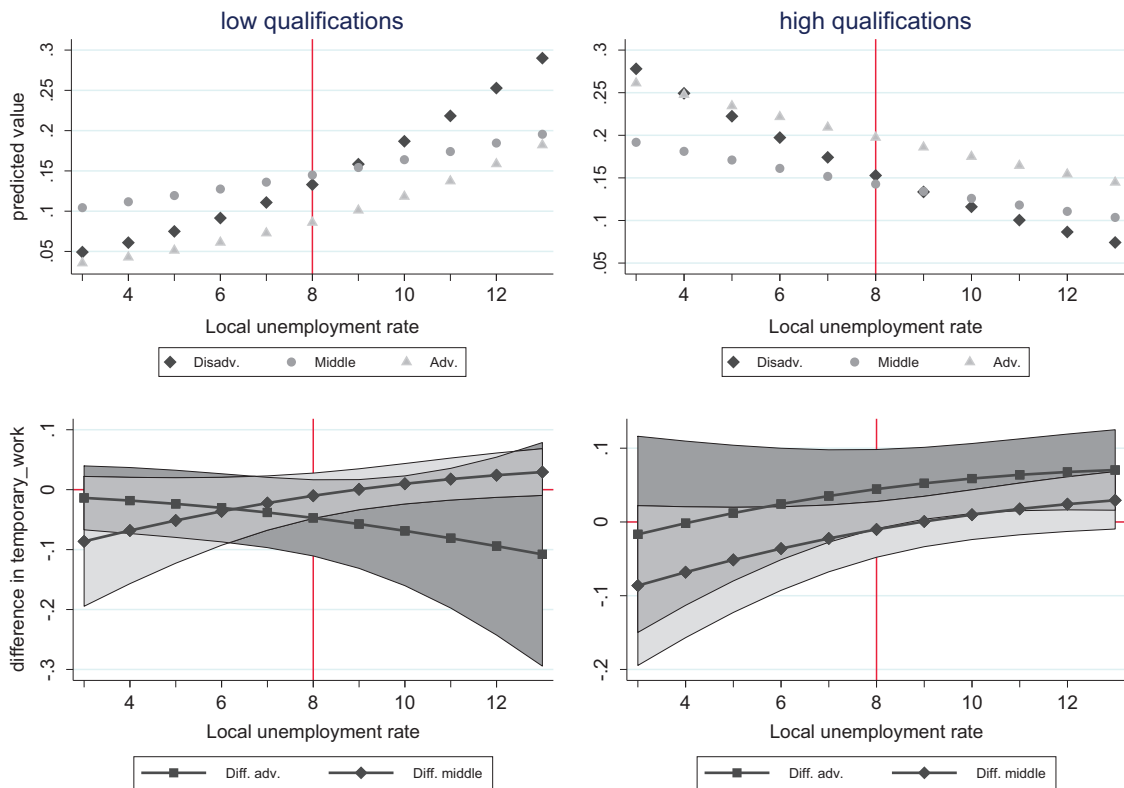 low qualifications
high qualifications
predicted value
.3
.25
.2
.15
.1
.05
4
6
8
10
12
Local unemployment rate
Disadv.
Middle
Adv.
.3
.25
.2
.15
.1
.05
4
6
8
10
12
Local unemployment rate
Disadv.
Middle
Adv.
difference in temporary_work
.1
0
-.1
-.2
-.3
4
6
8
10
12
Local unemployment rate
Diff. adv.
Diff. middle
.1
0
-.1
-.2
4
6
8
10
12
Local unemployment rate
Diff. adv.
Diff. middle